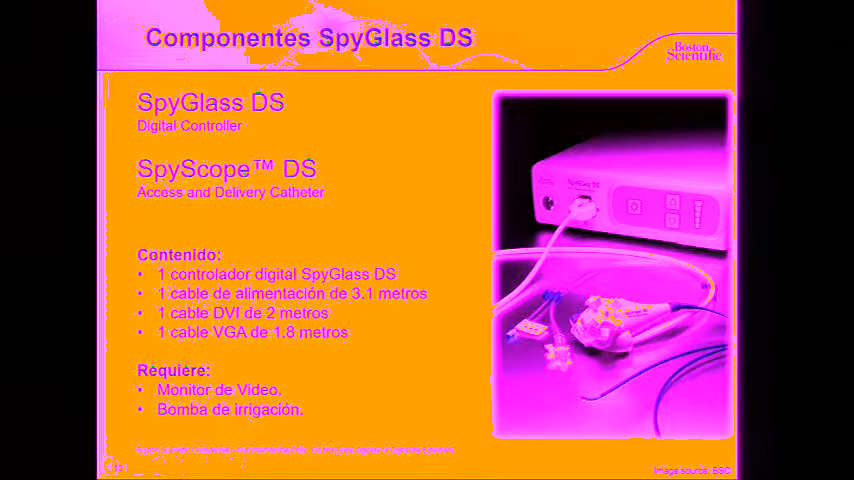 Componentes SpyGlass DS
Boston
Scientific
SpyGlass DS
Digital Controller
SpyScope™ DS
Access and Delivery Catheter
Contenido:
• 1 controlador digital SpyGlass DS
• 1 cable de alimentación de 3.1 metros
• 1 cable DVI de 2 metros
• 1 cable VGA de 1.8 metros
Requiere:
• Monitor de Video.
• Bomba de irrigación.
Image source: BSC